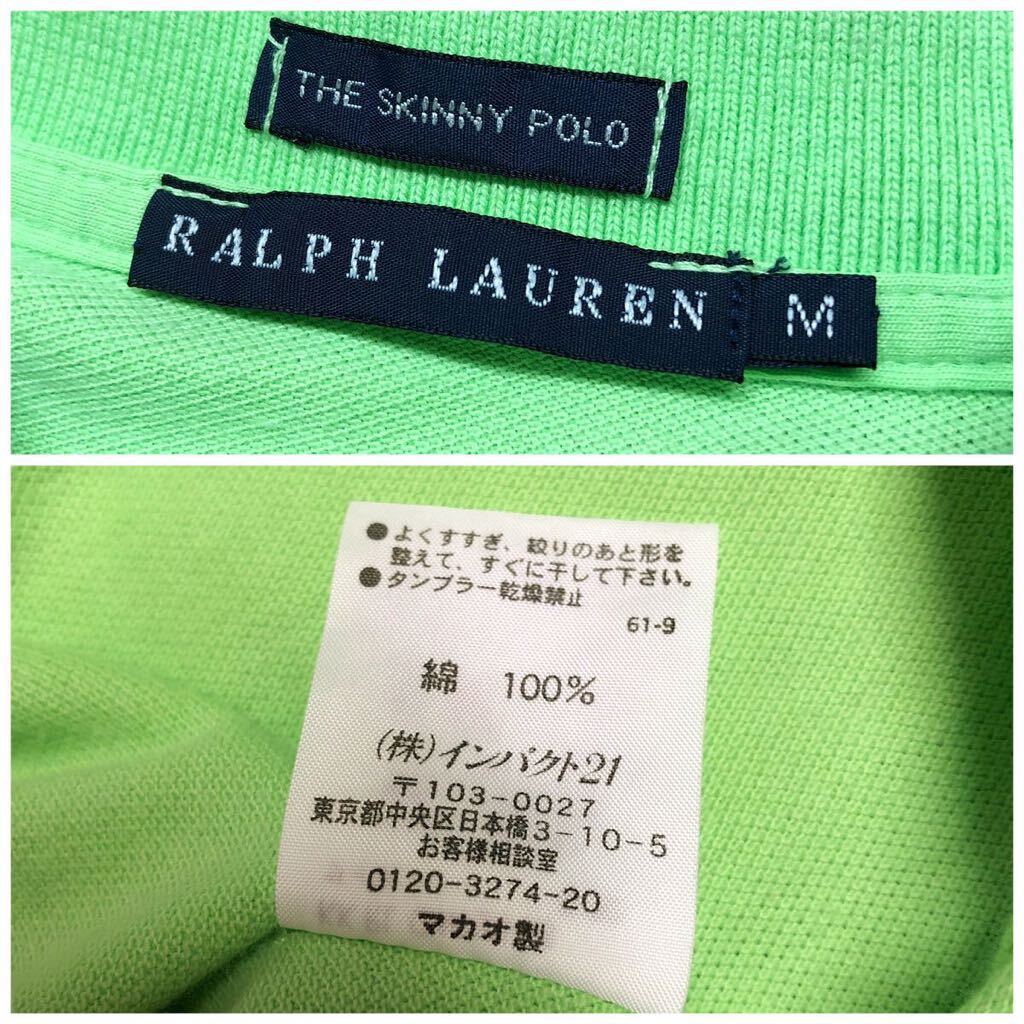 THE SKINNY POLO
RALPH LAUREN
M
●よくすすぎ、絞りのあと形を
整えて、すぐに干して下さい。
●タンブラー乾燥禁止
61-9
綿 100%
(株)インパクト21
〒103-0027
東京都中央区日本橋3-10-5
お客様相談室
0120-3274-20
マカオ製